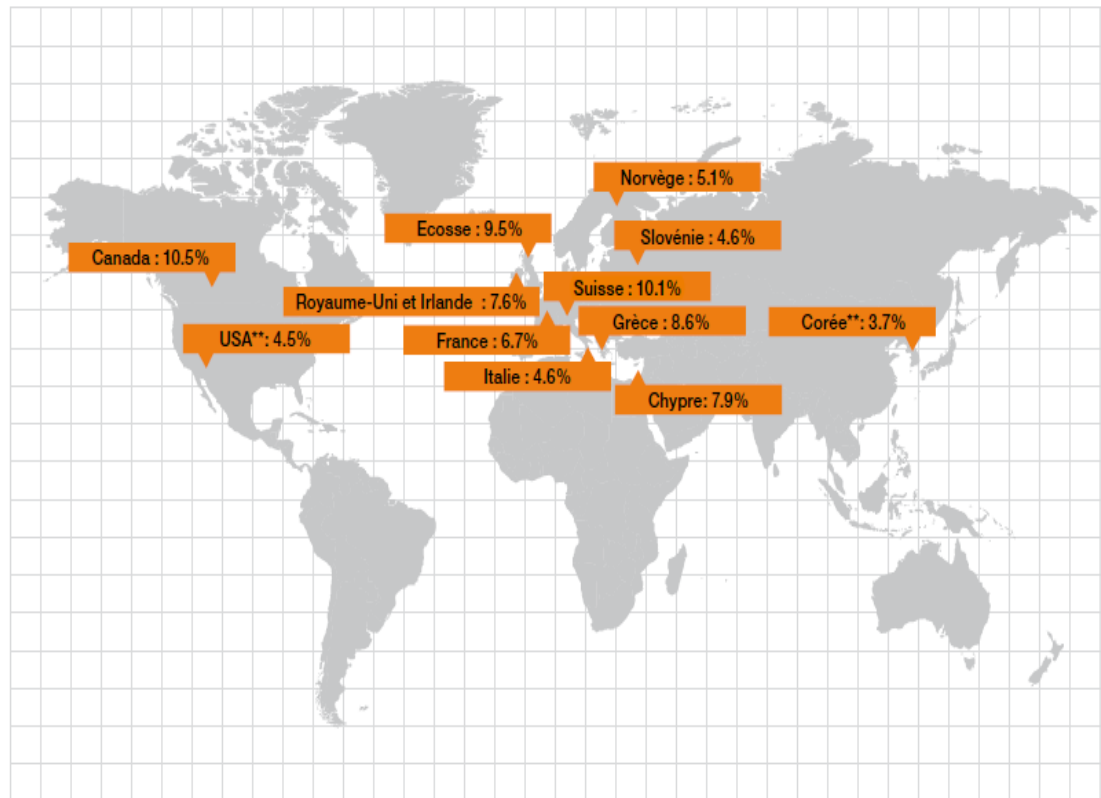 Norvège : 5.1%
Ecosse : 9.5%
Slovénie : 4.6%
Canada : 10.5%
Suisse : 10.1%
Royaume-Uni et Irlande : 7.6%
Grèce : 8.6%
Corée**: 3.7%
USA**: 4.5%
France : 6.7%
Italie : 4.6%
Chypre: 7.9%